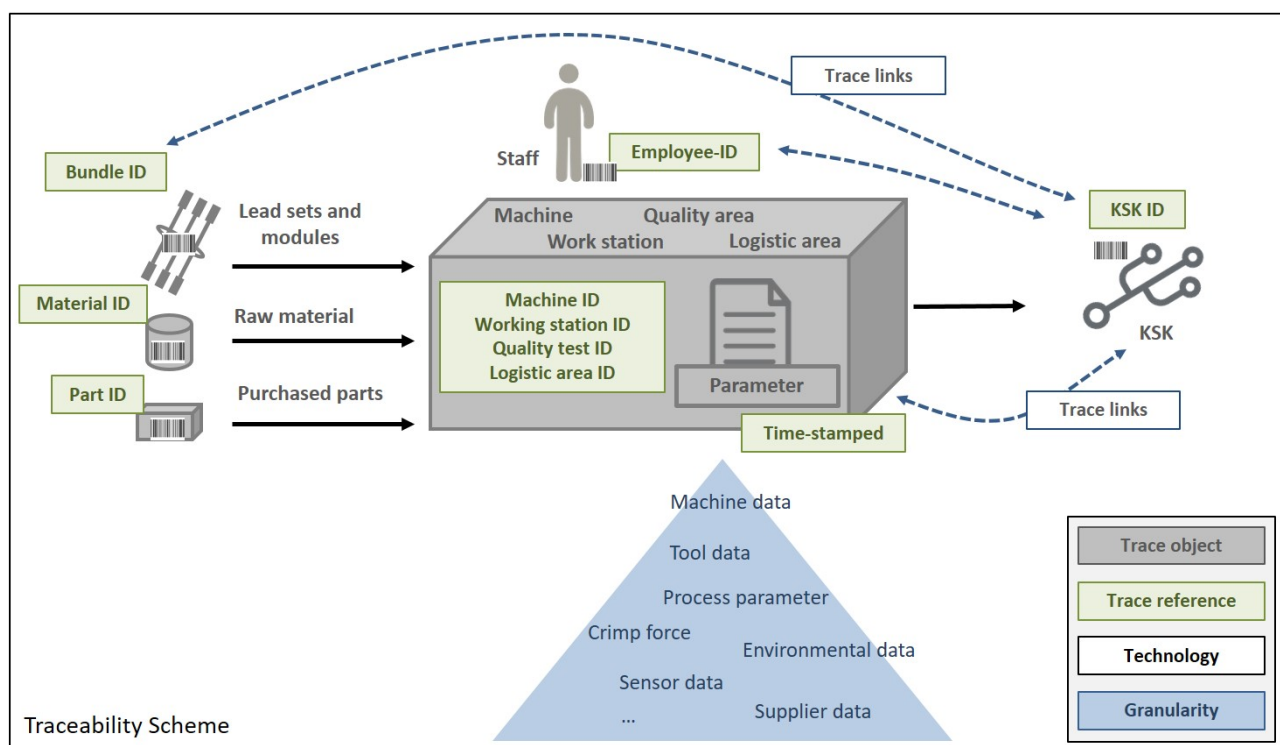 Trace links
Staff
Employee-ID
Bundle ID
KSK ID
Lead sets and
modules
Machine
Quality area
Work station
Logistic area
Material ID
Raw material
Machine ID
Working station ID
Quality test ID
Logistic area ID
Parameter
KSK
Part ID
Purchased parts
Time-stamped
Trace links
Machine data
Tool data
Process parameter
Crimp force
Environmental data
Sensor data
...
Supplier data
Trace object
Trace reference
Technology
Granularity
Traceability Scheme